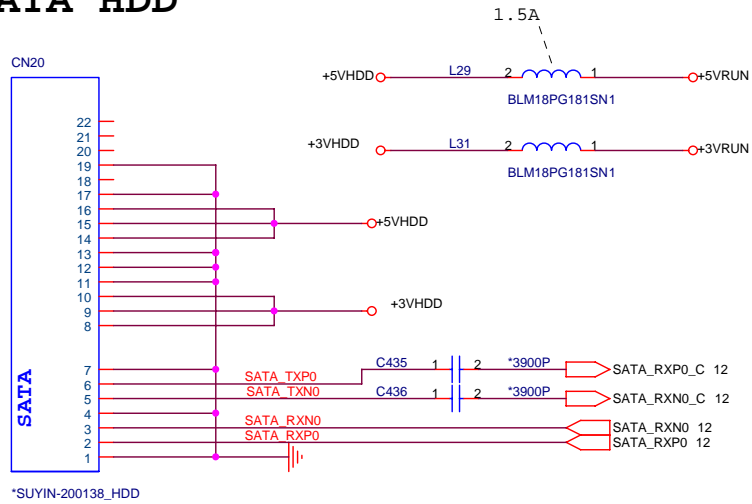 ATA HDD
1.5A
CN20
+5VHDD L29 2 1 +5VRUN
BLM18PG181SN1
+3VHDD L31 2 1 +3VRUN
BLM18PG181SN1
22
21
20
19
18
17
16
15 +5VHDD
14
13
12
11
10
9 +3VHDD
8
7 C435 1 2 *3900P SATA_RXP0_C 12
6 SATA_TXP0
5 SATA_TXN0 C436 1 2 *3900P SATA_RXN0_C 12
4
3 SATA_RXN0 SATA_RXN0 12
2 SATA_RXP0 SATA_RXP0 12
1
SATA
*SUYIN-200138_HDD